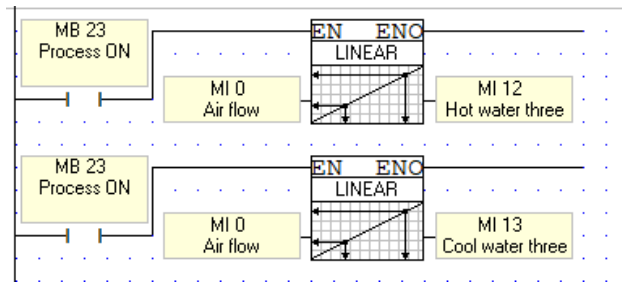 MB 23
Process ON
EN ENO
LINEAR
MI 0
Air flow
MI 12
Hot water three
MB 23
Process ON
EN ENO
LINEAR
MI 0
Air flow
MI 13
Cool water three